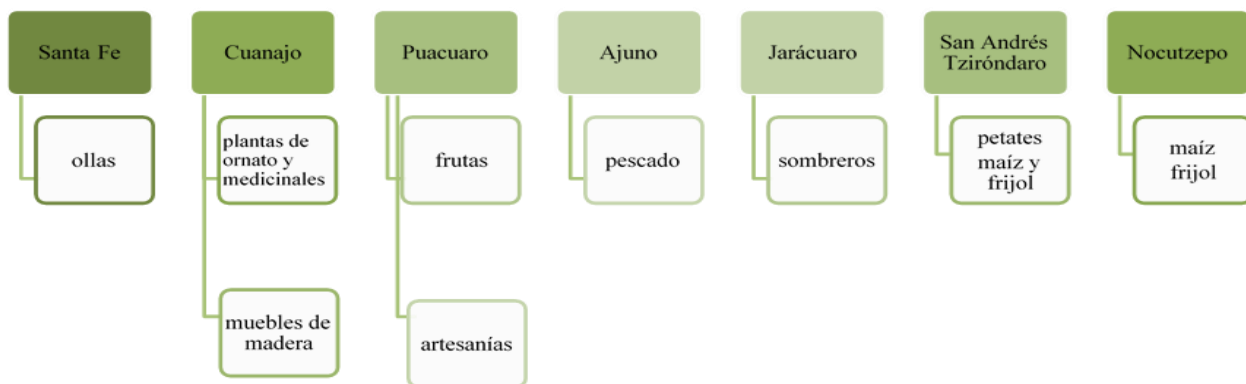 Santa Fe
ollas
Cuanajo
plantas de
ornato y
medicinales
muebles de
madera
Puacuaro
frutas
artesanías
Ajuno
pescado
Jarácuaro
sombreros
San Andrés
Tziróndaro
petates
maíz y
frijol
Nocutzepo
maíz
frijol